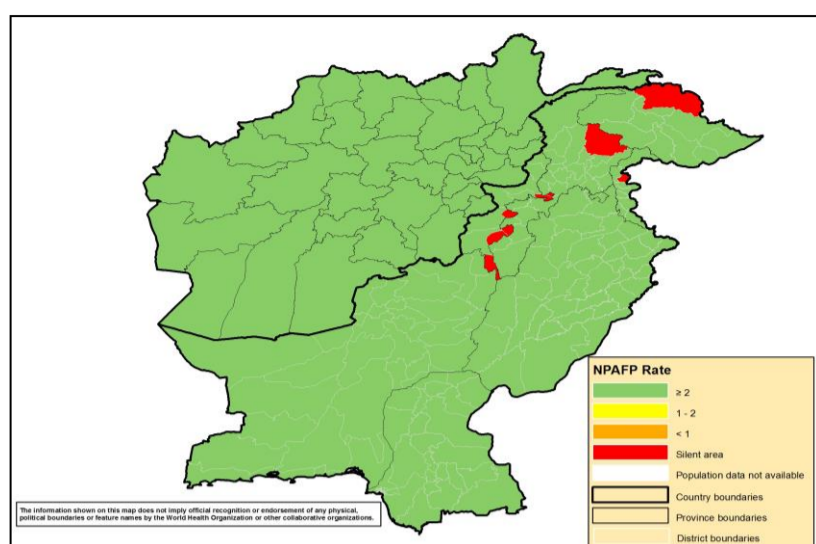 NPAFP Rate
≥ 2
1 - 2
< 1
Silent area
Population data not available
Country boundaries
Province boundaries
District boundaries
The information shown on this map does not imply official recognition or endorsement of any physical,
political boundaries or feature names by the World Health Organization or other collaborative organizations.